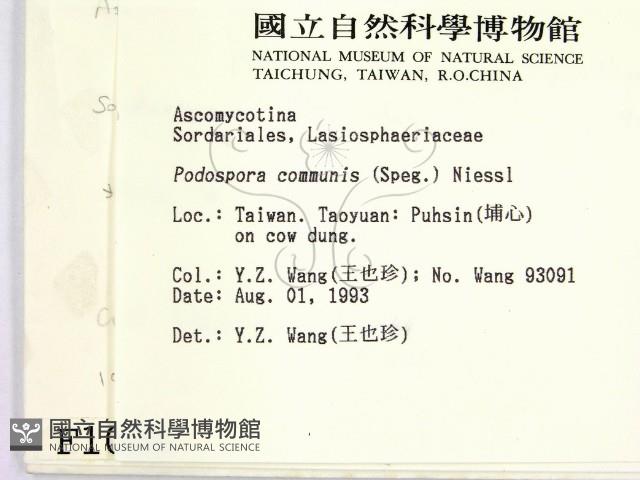 國立自然科學博物館
NATIONAL MUSEUM OF NATURAL SCIENCE
TAICHUNG, TAIWAN, R.O.CHINA
Ascomycotina
Sordariales, Lasiosphaeriaceae
Podospora communis (Speg.) Niessl
Loc.: Taiwan. Taoyuan: Puhsin(埔心)
on cow dung.
Col.: Y.Z. Wang(王也珍); No. Wang 93091
Date: Aug. 01, 1993
Det.: Y.Z. Wang(王也珍)
國立自然科學博物館
NATIONAL MUSEUM OF NATURAL SCIENCE